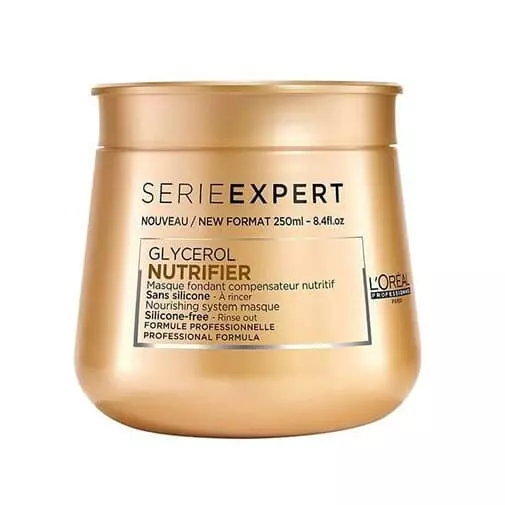 SERIEEXPERT
NOUVEAU / NEW FORMAT 250ml - 8.4fl.oz
GLYCEROL
NUTRIFIER
Masque fondant compensateur nutritif
Sans silicone - À rincer
Nourishing system masque
Silicone-free - Rinse out
FORMULE PROFESSIONNELLE
PROFESSIONAL FORMULA
L'ORÉAL
PROFESSIONNEL
PARIS